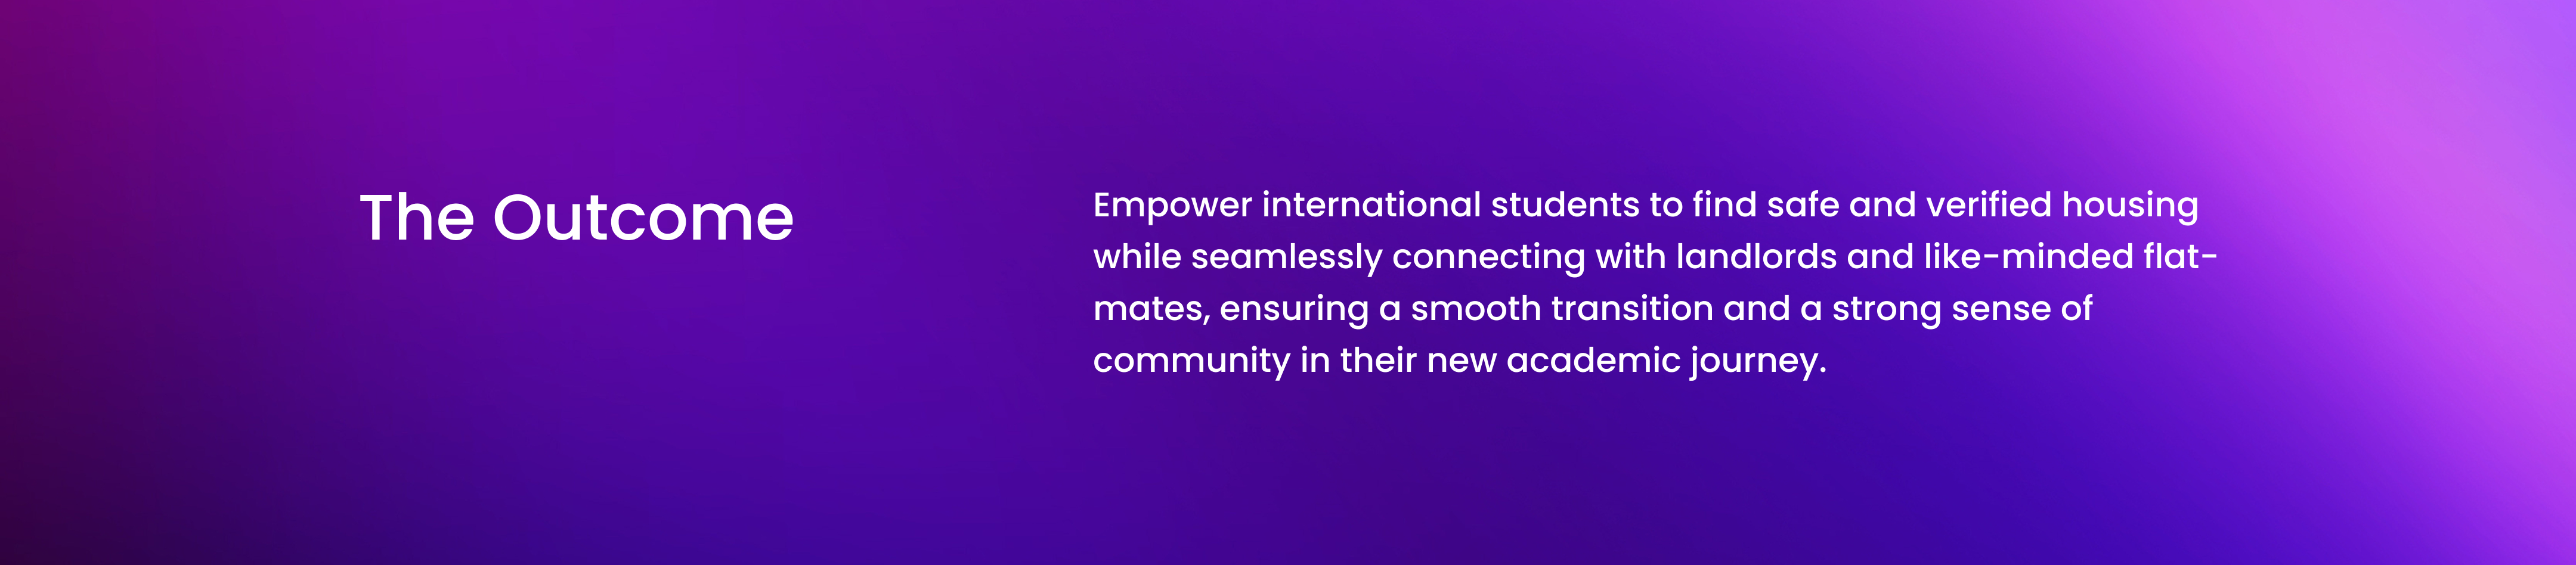 The Outcome
Empower international students to find safe and verified housing
while seamlessly connecting with landlords and like-minded flat-
mates, ensuring a smooth transition and a strong sense of
community in their new academic journey.